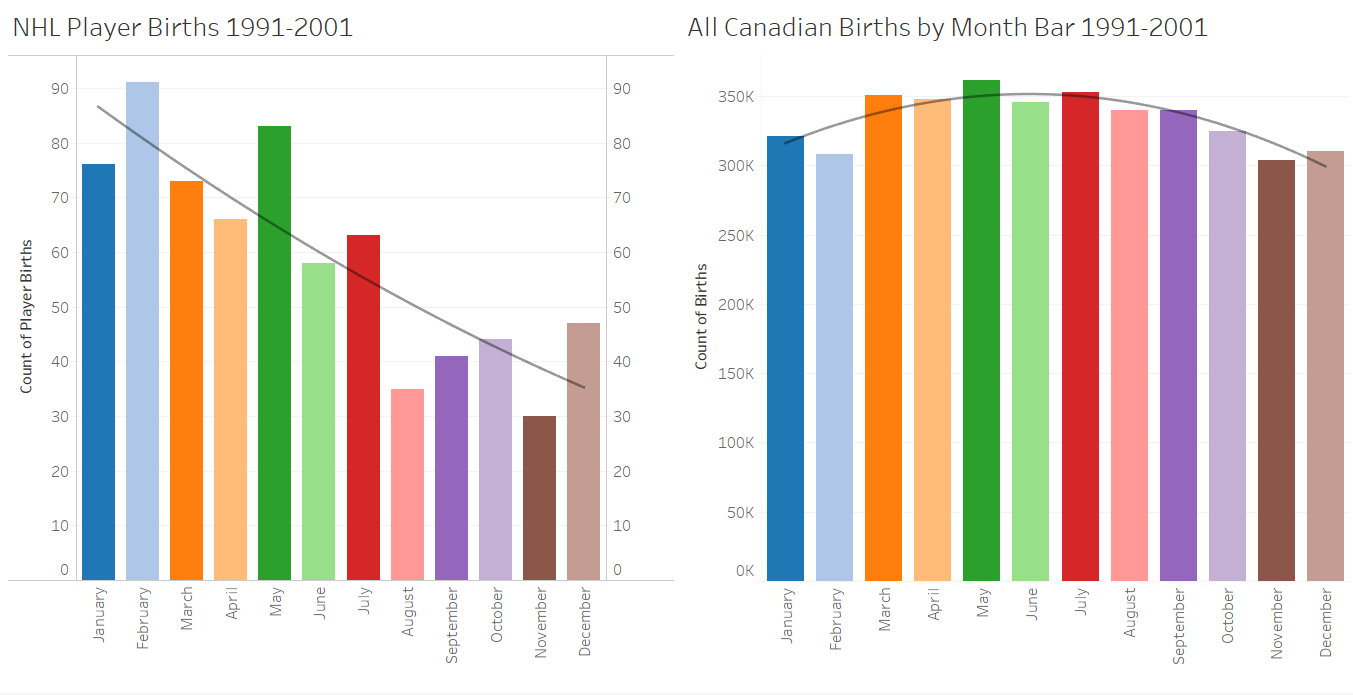 NHL Player Births 1991-2001
Count of Player Births
90
80
70
60
50
40
30
20
10
0
90
80
70
60
50
40
30
20
10
0
January
February
March
April
May
June
July
August
September
October
November
December
All Canadian Births by Month Bar 1991-2001
Count of Births
350K
300K
250K
200K
150K
100K
50K
0K
January
February
March
April
May
June
July
August
September
October
November
December